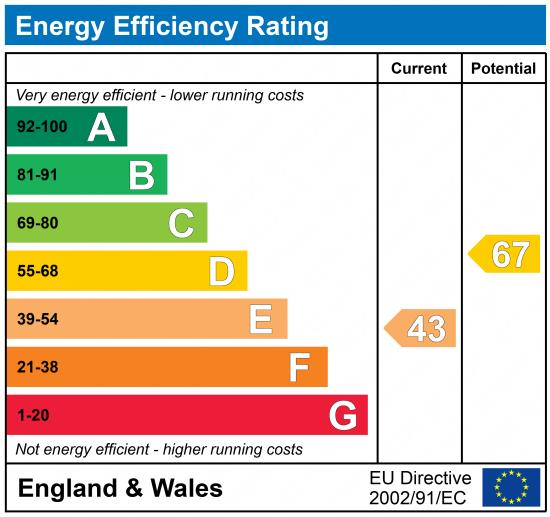 Energy Efficiency Rating
Current Potential
Very energy efficient - lower running costs
92-100 A
81-91 B
69-80 C
55-68 D
67
39-54 E
43
21-38 F
1-20 G
Not energy efficient - higher running costs
England & Wales
EU Directive
2002/91/EC